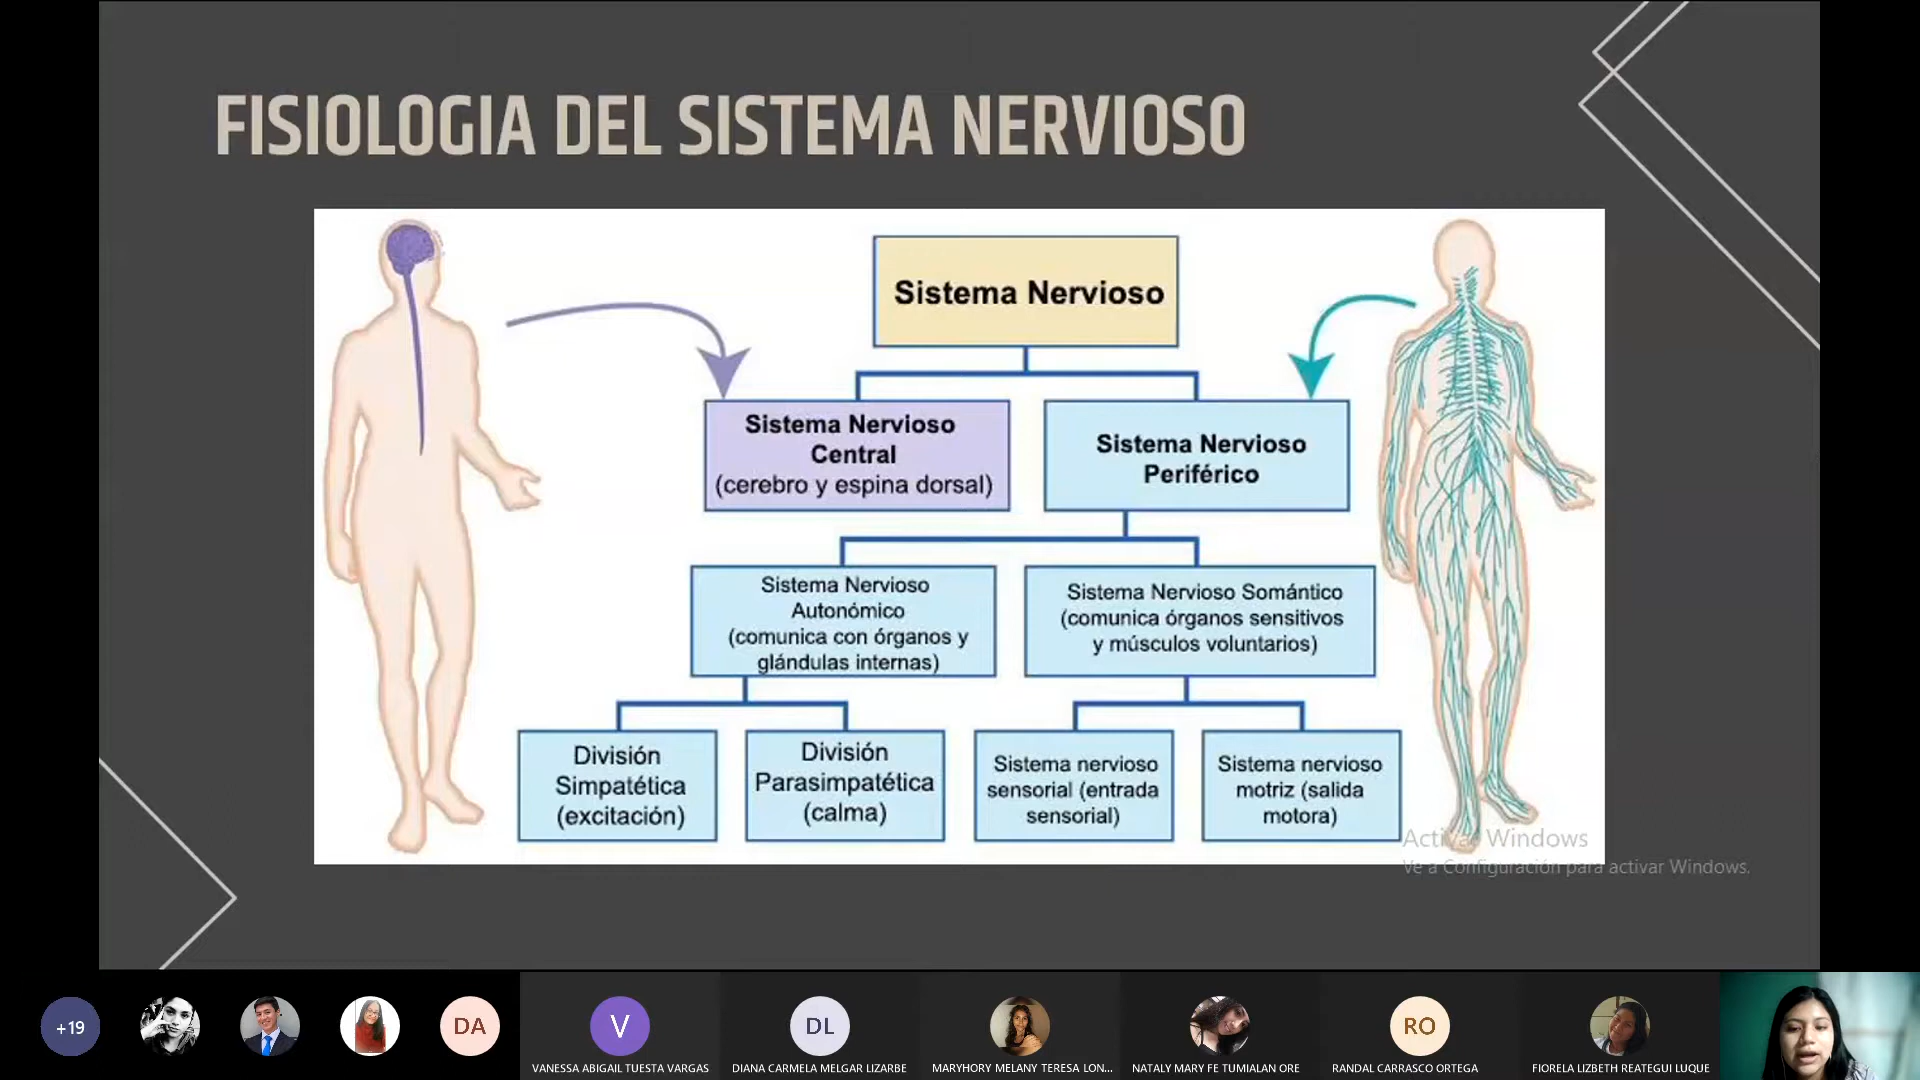 FISIOLOGIA DEL SISTEMA NERVIOSO
Sistema Nervioso
Sistema Nervioso
Central
(cerebro y espina dorsal)
Sistema Nervioso
Periférico
Sistema Nervioso
Autonómico
(comunica con órganos y
glándulas internas)
Sistema Nervioso Somántico
(comunica órganos sensitivos
y músculos voluntarios)
División
Simpatética
(excitación)
División
Parasimpatética
(calma)
Sistema nervioso
sensorial (entrada
sensorial)
Sistema nervioso
motriz (salida
motora)
Activar Windows
Ve a Configuración para activar Windows.
+19
DA
V
VANESSA ABIGAIL TUESTA VARGAS
DL
DIANA CARMELA MELGAR LIZARBE
MARYHORY MELANY TERESA LON...
NATALY MARY FE TUMIALAN ORE
RO
RANDAL CARRASCO ORTEGA
FIORELA LIZBETH REATEGUI LUQUE